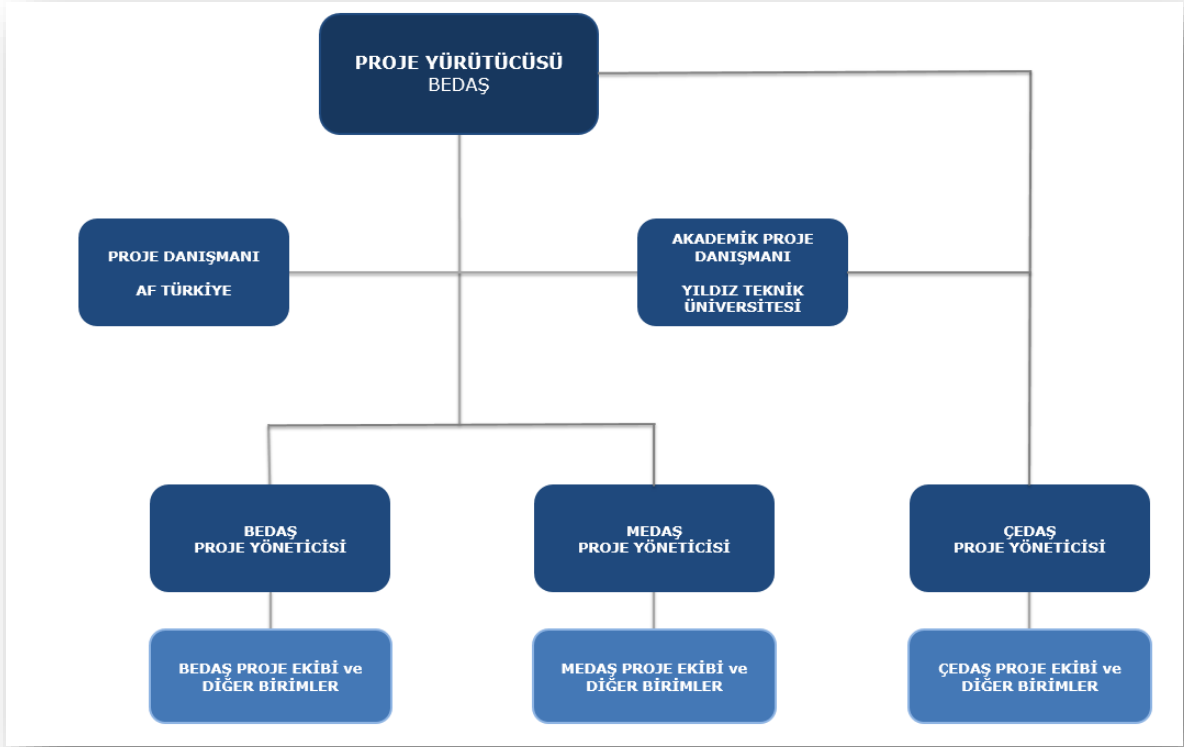 PROJE YÜRÜTÜCÜSÜ
BEDAŞ
PROJE DANIŞMANI
AF TÜRKİYE
AKADEMİK PROJE
DANIŞMANI
YILDIZ TEKNİK
ÜNİVERSİTESİ
BEDAŞ
PROJE YÖNETİCİSİ
MEDAŞ
PROJE YÖNETİCİSİ
ÇEDAŞ
PROJE YÖNETİCİSİ
BEDAŞ PROJE EKİBİ ve
DİĞER BİRİMLER
MEDAŞ PROJE EKİBİ ve
DİĞER BİRİMLER
ÇEDAŞ PROJE EKİBİ ve
DİĞER BİRİMLER